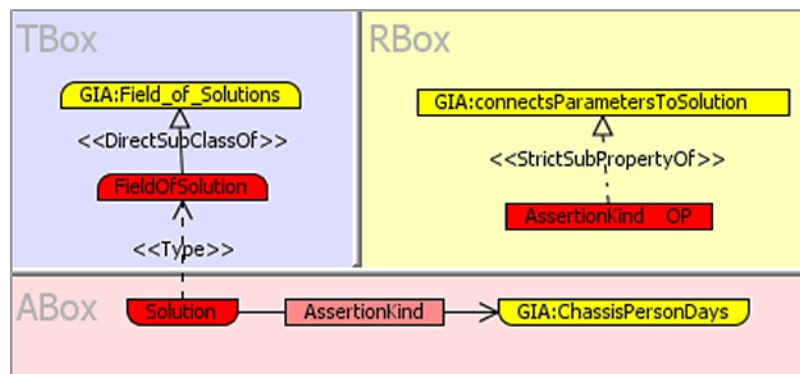 TBox
GIA:Field_of_Solutions
<<DirectSubClassOf>>
FieldOfSolution
<<Type>>
RBox
GIA:connectsParametersToSolution
<<StrictSubPropertyOf>>
AssertionKind OP
ABox
Solution
AssertionKind
GIA:ChassisPersonDays